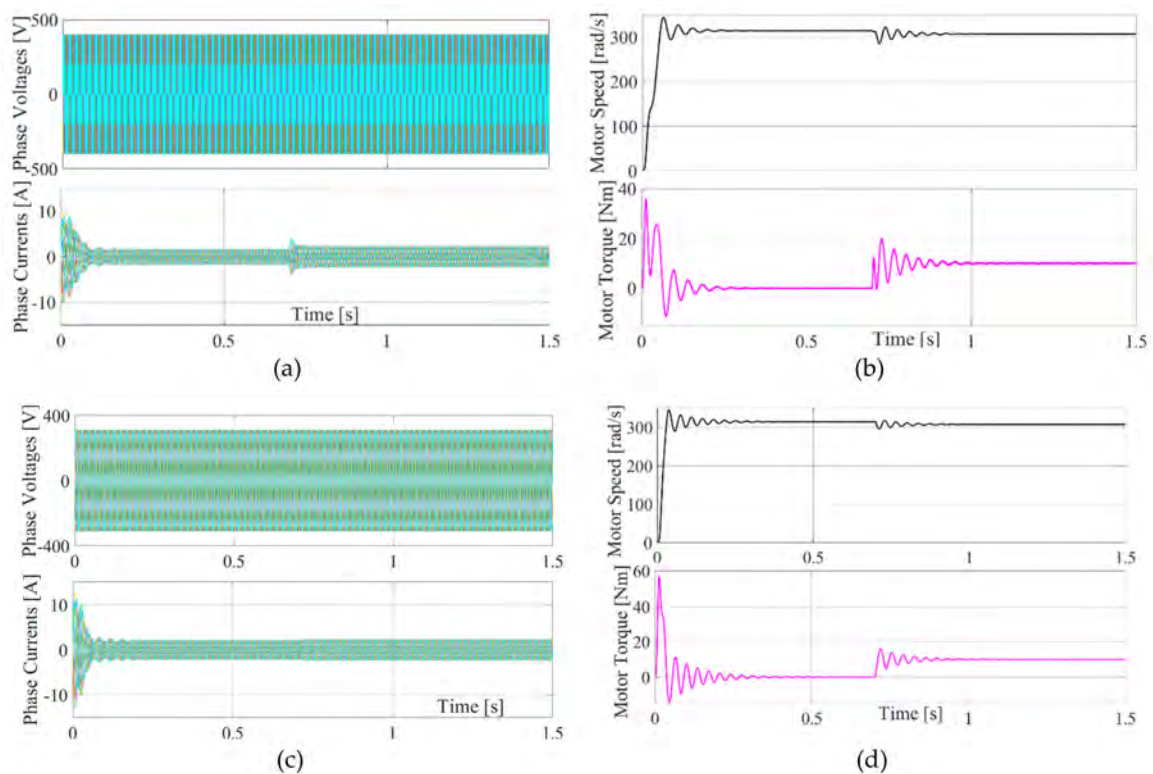 Phase Voltages [V]
500
0
-500
Phase Currents [A]
10
0
-10
Time [s]
0 0.5 1 1.5
(a)
Motor Speed [rad/s]
300
200
100
0
Motor Torque [Nm]
40
20
0
Time [s]
0 0.5 1 1.5
(b)
Phase Voltages [V]
400
200
0
-200
-400
0 0.5 1 1.5
Phase Currents [A]
10
0
-10
Time [s]
0 0.5 1 1.5
(c)
Motor Speed [rad/s]
300
200
100
0
0 0.5 1 1.5
Motor Torque [Nm]
60
40
20
0
Time [s]
0 0.5 1 1.5
(d)